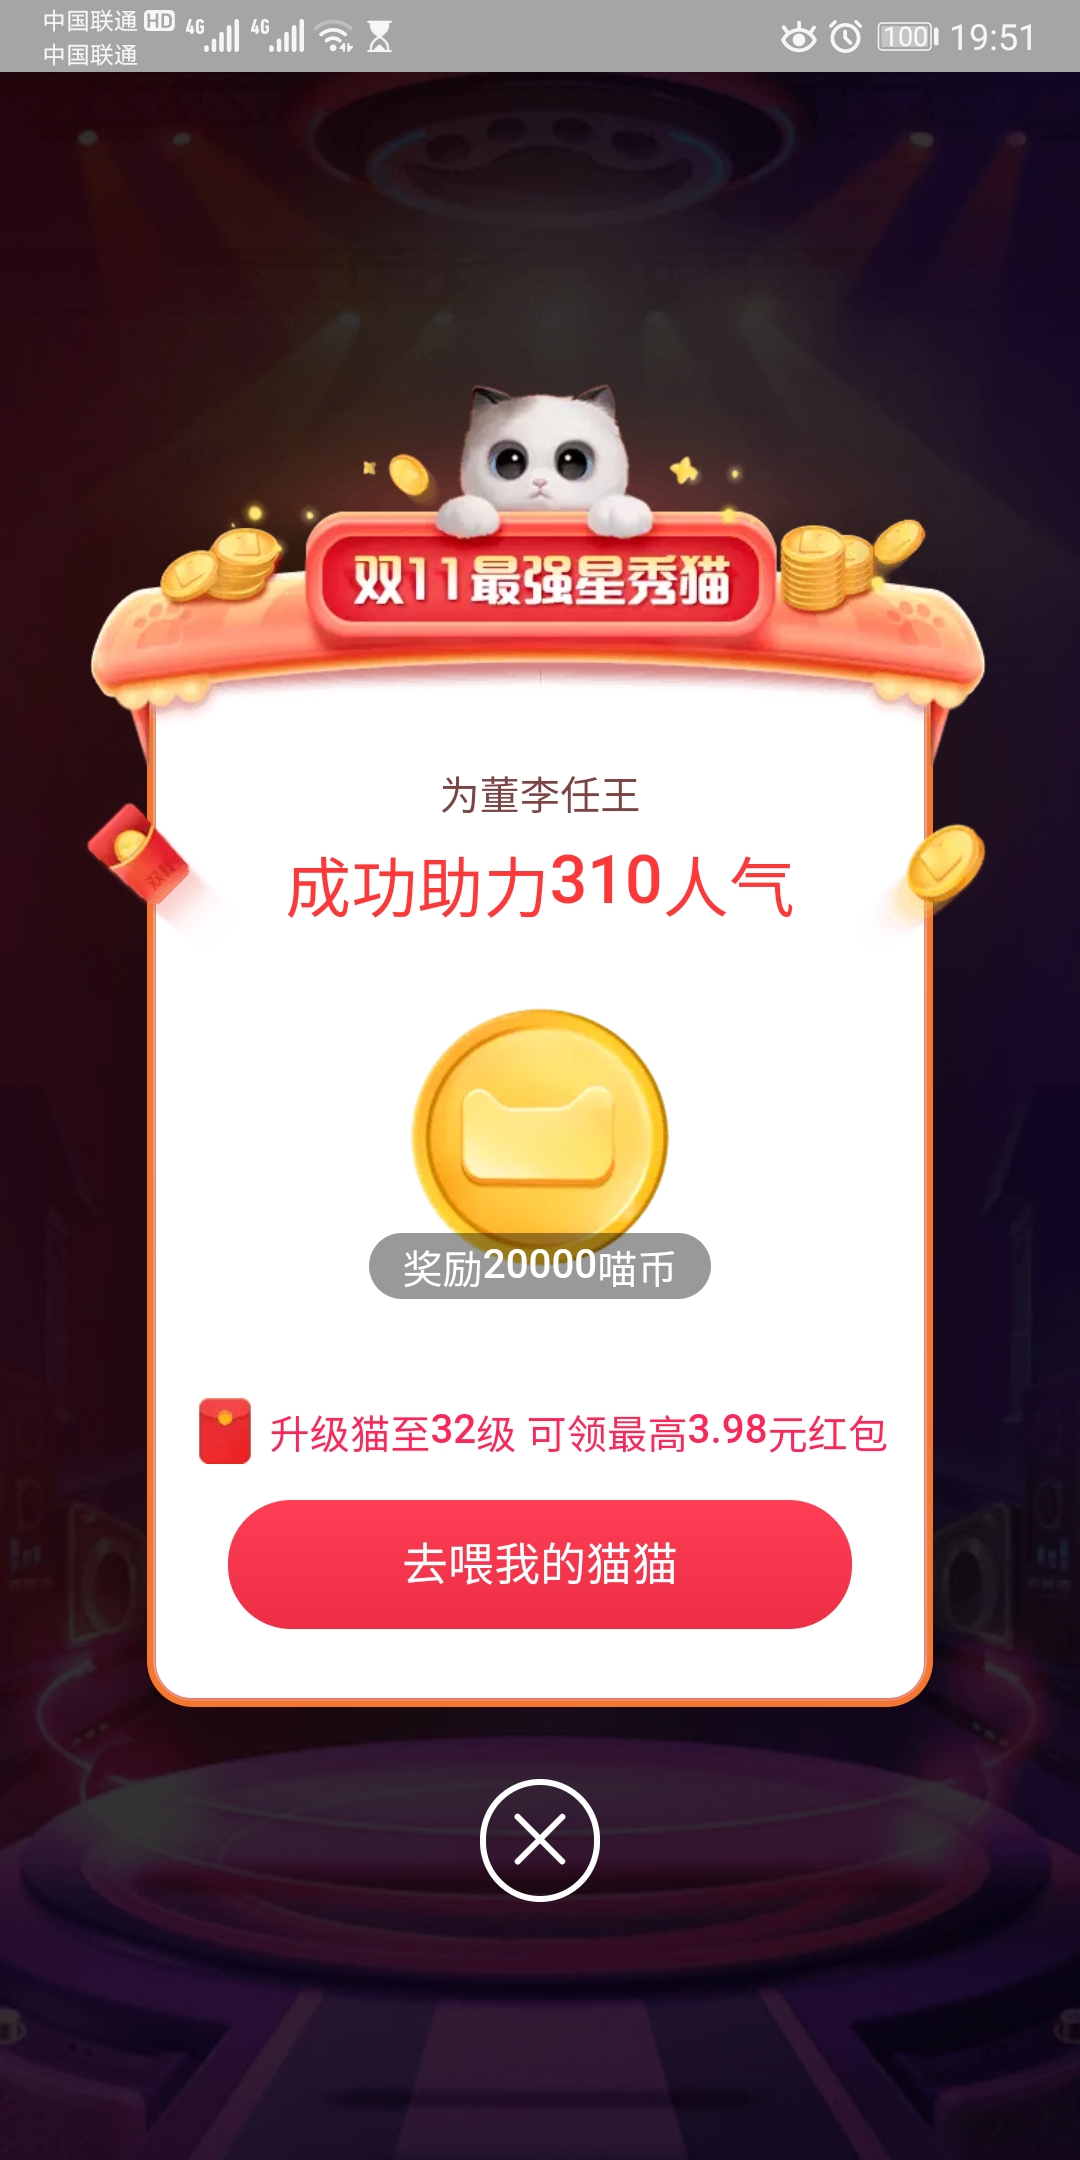 中国联通 HD 4G 4G
中国联通
100 19:51
双11最强星秀猫
为董李任王
成功助力310人气
双11
奖励20000喵币
升级猫至32级 可领最高3.98元红包
去喂我的猫猫